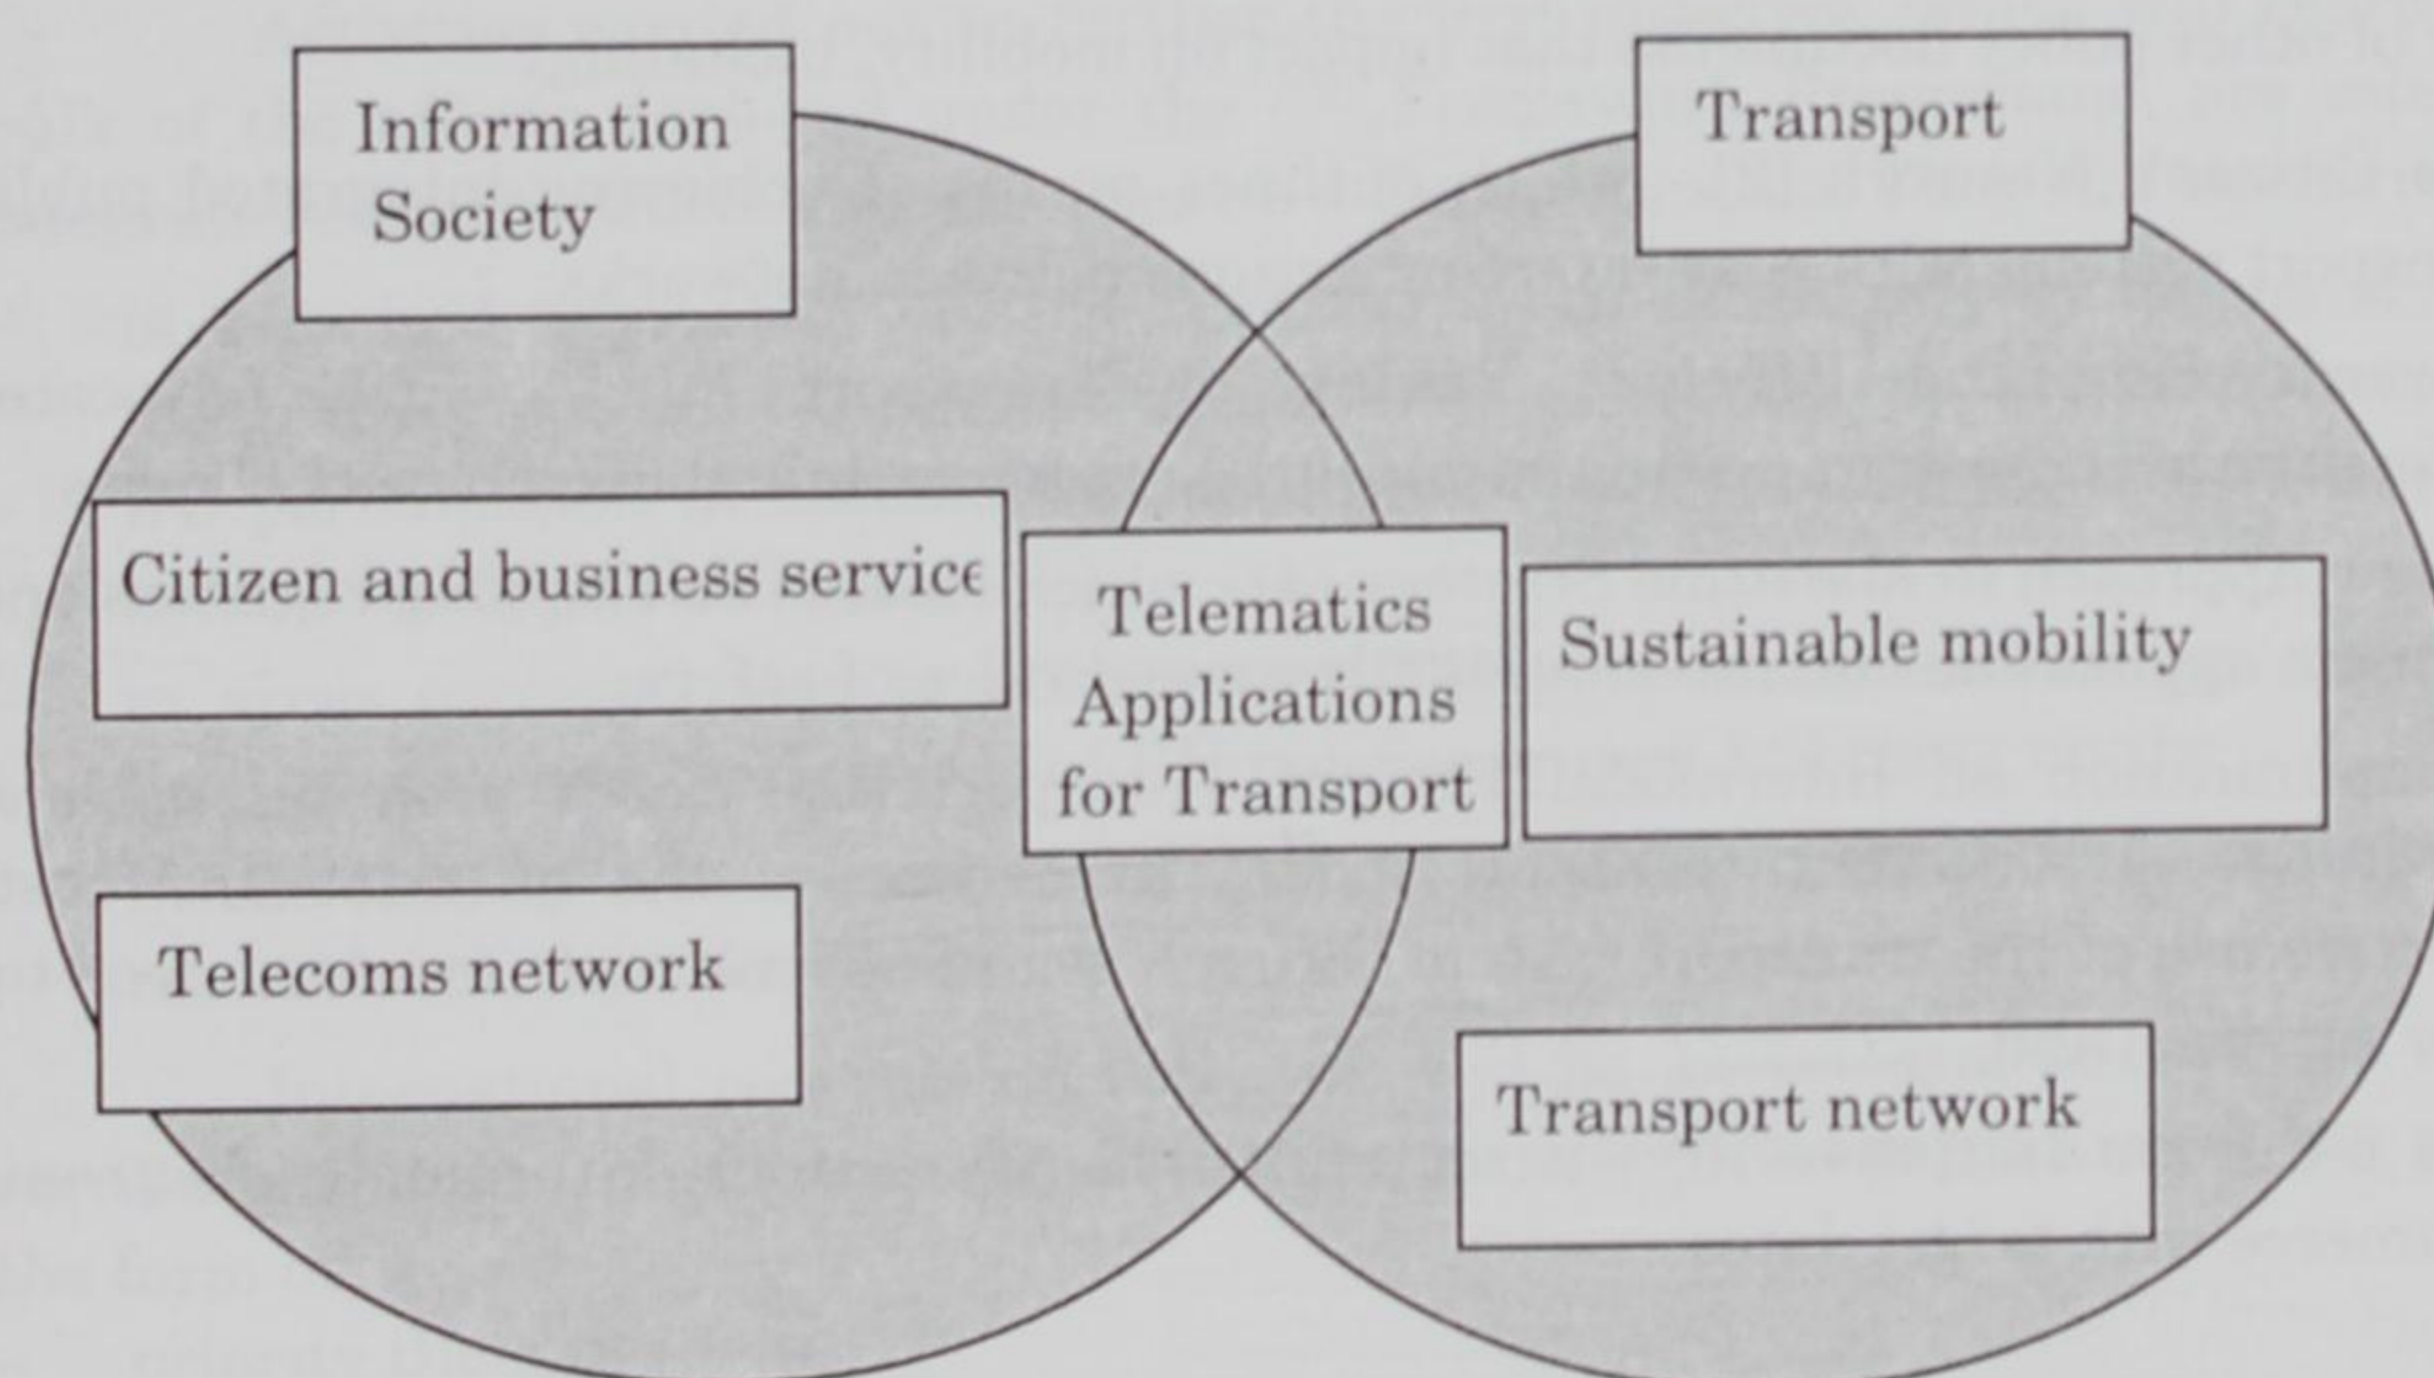 Information
Society
Transport
Citizen and business service
Telematics
Applications
for Transport
Sustainable mobility
Telecoms network
Transport network